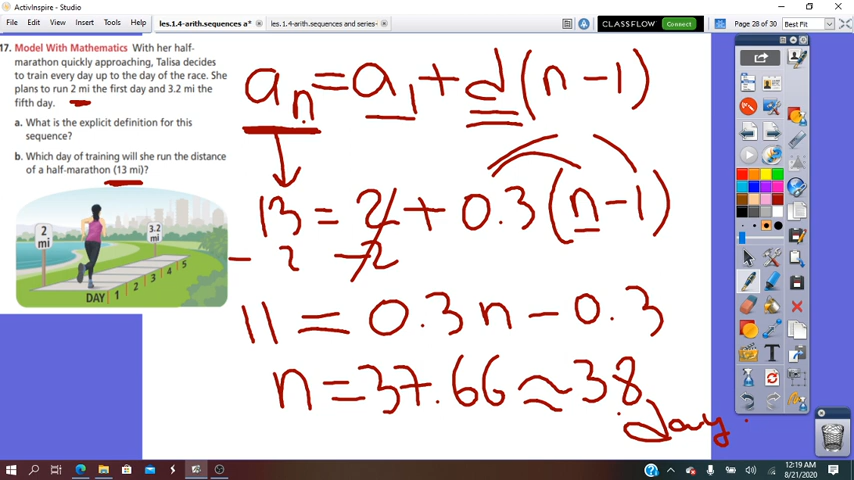 ActivInspire - Studio
File Edit View Insert Tools Help
les.1.4-arith.sequences a*
les.1.4-arith.sequences and series-
CLASSFLOW
Connect
Page 28 of 30
Best Fit
17. Model With Mathematics With her half-
marathon quickly approaching, Talisa decides
to train every day up to the day of the race. She
plans to run 2 mi the first day and 3.2 mi the
fifth day.
a. What is the explicit definition for this
sequence?
b. Which day of training will she run the distance
of a half-marathon (13 mi)?
2
mi
3.2
mi
DAY 1 2 3 4 5
aₙ = a₁ + d(n − 1)
13 = 2 + 0.3(n − 1)
− 2 − 2
11 = 0.3n − 0.3
n = 37.66 ≈ 38
day.
12:19 AM
8/21/2020